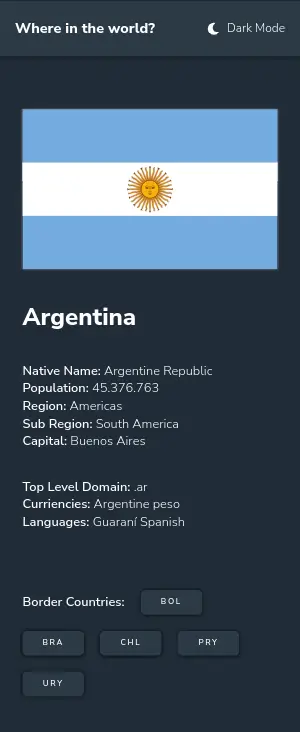 Where in the world? Dark Mode
Argentina
Native Name: Argentine Republic
Population: 45.376.763
Region: Americas
Sub Region: South America
Capital: Buenos Aires
Top Level Domain: .ar
Curriencies: Argentine peso
Languages: Guaraní Spanish
Border Countries: BOL
BRA CHL PRY
URY